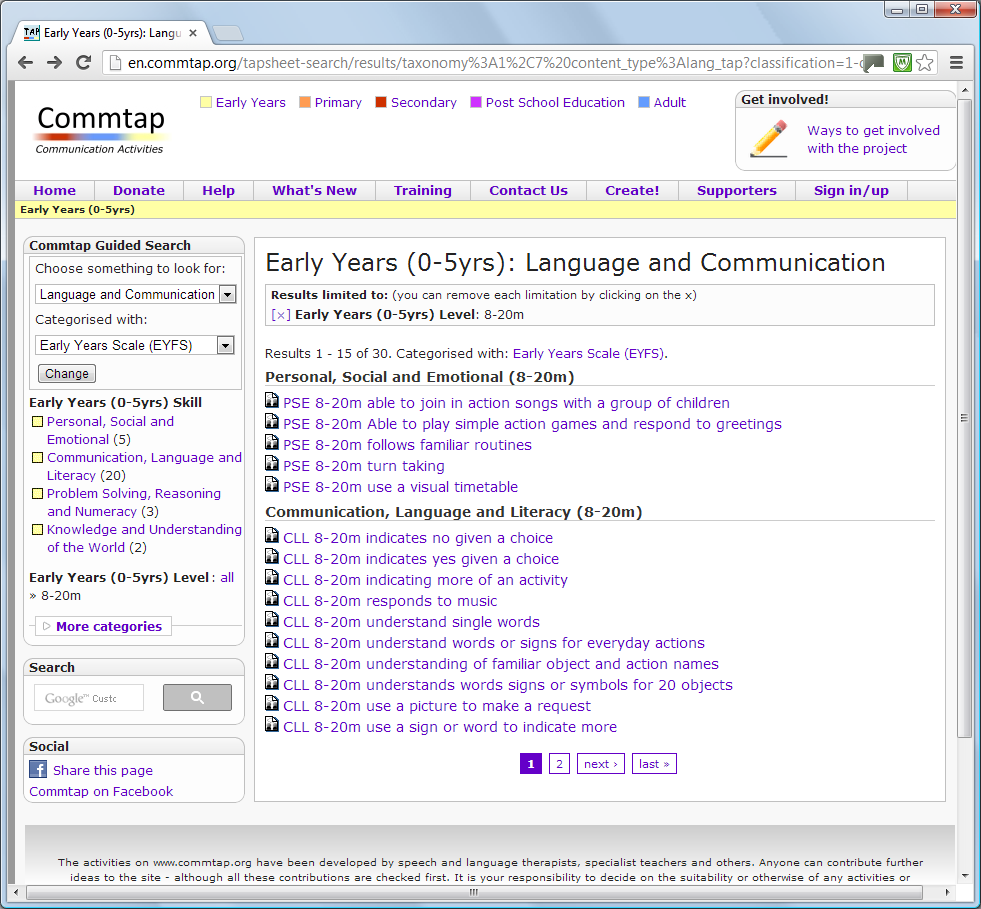 TAP Early Years (0-5yrs): Langu
en.commtap.org/tapsheet-search/results/taxonomy%3A1%2C7%20content_type%3Alang_tap?classification=1-
Commtap
Communication Activities
Early Years Primary Secondary Post School Education Adult
Get involved!
Ways to get involved
with the project
Home Donate Help What's New Training Contact Us Create! Supporters Sign in/up
Early Years (0-5yrs)
Commtap Guided Search
Choose something to look for:
Language and Communication
Categorised with:
Early Years Scale (EYFS)
Change
Early Years (0-5yrs) Skill
Personal, Social and
Emotional (5)
Communication, Language and
Literacy (20)
Problem Solving, Reasoning
and Numeracy (3)
Knowledge and Understanding
of the World (2)
Early Years (0-5yrs) Level: all
» 8-20m
More categories
Search
Google™ Custo
Social
Share this page
Commtap on Facebook
Early Years (0-5yrs): Language and Communication
Results limited to: (you can remove each limitation by clicking on the x)
[x] Early Years (0-5yrs) Level: 8-20m
Results 1 - 15 of 30. Categorised with: Early Years Scale (EYFS).
Personal, Social and Emotional (8-20m)
PSE 8-20m able to join in action songs with a group of children
PSE 8-20m Able to play simple action games and respond to greetings
PSE 8-20m follows familiar routines
PSE 8-20m turn taking
PSE 8-20m use a visual timetable
Communication, Language and Literacy (8-20m)
CLL 8-20m indicates no given a choice
CLL 8-20m indicates yes given a choice
CLL 8-20m indicating more of an activity
CLL 8-20m responds to music
CLL 8-20m understand single words
CLL 8-20m understand words or signs for everyday actions
CLL 8-20m understanding of familiar object and action names
CLL 8-20m understands words signs or symbols for 20 objects
CLL 8-20m use a picture to make a request
CLL 8-20m use a sign or word to indicate more
1 2 next › last »
The activities on www.commtap.org have been developed by speech and language therapists, specialist teachers and others. Anyone can contribute further
ideas to the site - although all these contributions are checked first. It is your responsibility to decide on the suitability or otherwise of any activities or